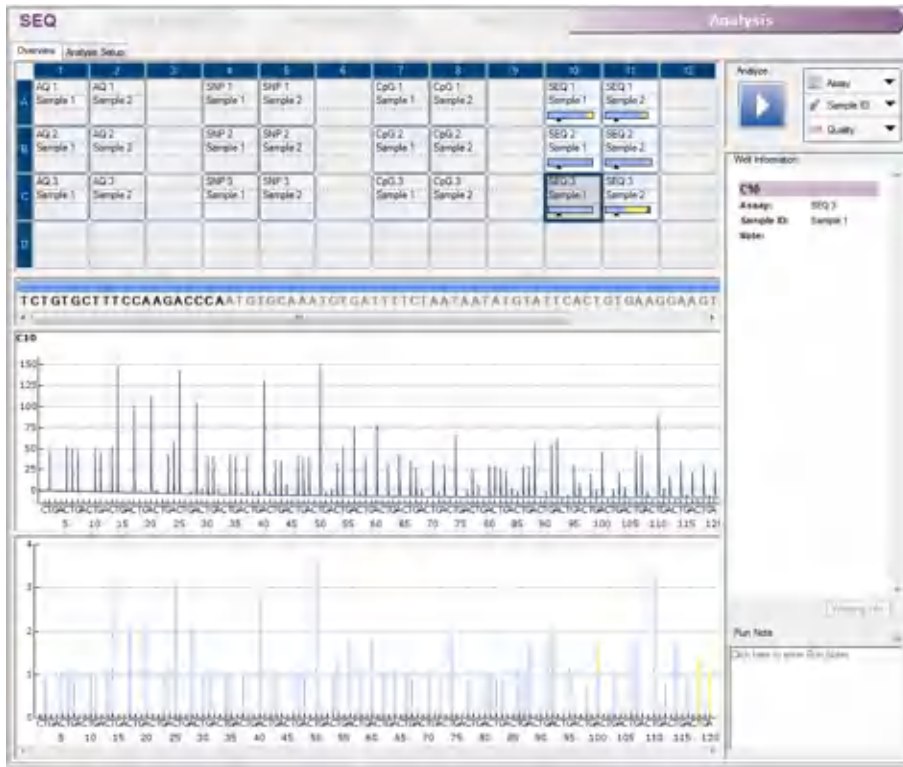 SEQ
Analysis
Overview Analysis Setup
1 2 3 4 5 6 7 8 9 10 11 12
A
AQ 1 AQ 1 SNP 1 SNP 1 CpG 1 CpG 1 SEQ 1 SEQ 1
Sample 1 Sample 2 Sample 1 Sample 2 Sample 1 Sample 2 Sample 1 Sample 2
B
AQ 2 AQ 2 SNP 2 SNP 2 CpG 2 CpG 2 SEQ 2 SEQ 2
Sample 1 Sample 2 Sample 1 Sample 2 Sample 1 Sample 2 Sample 1 Sample 2
C
AQ 3 AQ 3 SNP 3 SNP 3 CpG 3 CpG 3 SEQ 3 SEQ 3
Sample 1 Sample 2 Sample 1 Sample 2 Sample 1 Sample 2 Sample 1 Sample 2
D
Analyze
Assay
Sample ID
Quality
Well Information
C10
Assay: SEQ 3
Sample ID: Sample 1
Note:
TCTGTGCTTTCCAAGACCCAATGTGCAAATGTGATTTTCTAATAATATGTATTCACTGTGAAGGAAGT
C10
150
125
100
75
50
25
0
5 10 15 20 25 30 35 40 45 50 55 60 65 70 75 80 85 90 95 100 105 110 115 120
4
3
2
1
0
5 10 15 20 25 30 35 40 45 50 55 60 65 70 75 80 85 90 95 100 105 110 115 120
Run Note
Click here to enter Run Notes